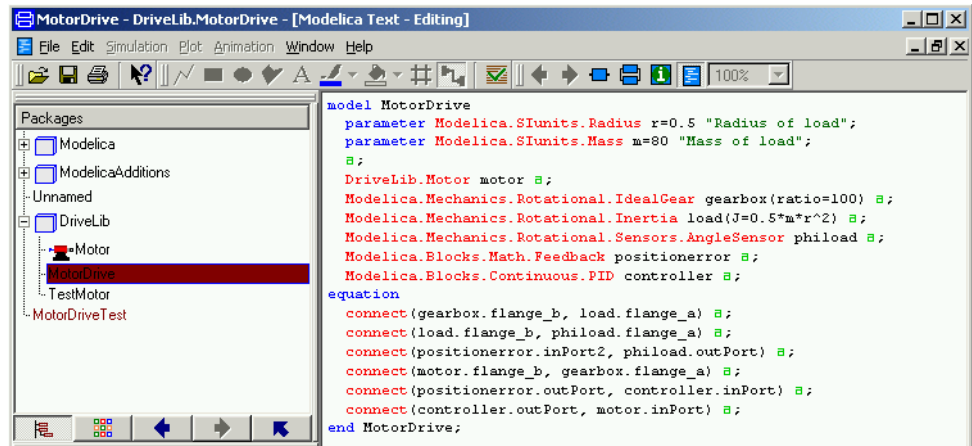 MotorDrive - DriveLib.MotorDrive - [Modelica Text - Editing]
File Edit Simulation Plot Animation Window Help
A 100%
Packages
Modelica
ModelicaAdditions
Unnamed
DriveLib
Motor
MotorDrive
TestMotor
MotorDriveTest
model MotorDrive
parameter Modelica.SIunits.Radius r=0.5 "Radius of load";
parameter Modelica.SIunits.Mass m=80 "Mass of load";
a;
DriveLib.Motor motor a;
Modelica.Mechanics.Rotational.IdealGear gearbox(ratio=100) a;
Modelica.Mechanics.Rotational.Inertia load(J=0.5*m*r^2) a;
Modelica.Mechanics.Rotational.Sensors.AngleSensor phiload a;
Modelica.Blocks.Math.Feedback positionerror a;
Modelica.Blocks.Continuous.PID controller a;
equation
connect(gearbox.flange_b, load.flange_a) a;
connect(load.flange_b, phiload.flange_a) a;
connect(positionerror.inPort2, phiload.outPort) a;
connect(motor.flange_b, gearbox.flange_a) a;
connect(positionerror.outPort, controller.inPort) a;
connect(controller.outPort, motor.inPort) a;
end MotorDrive;